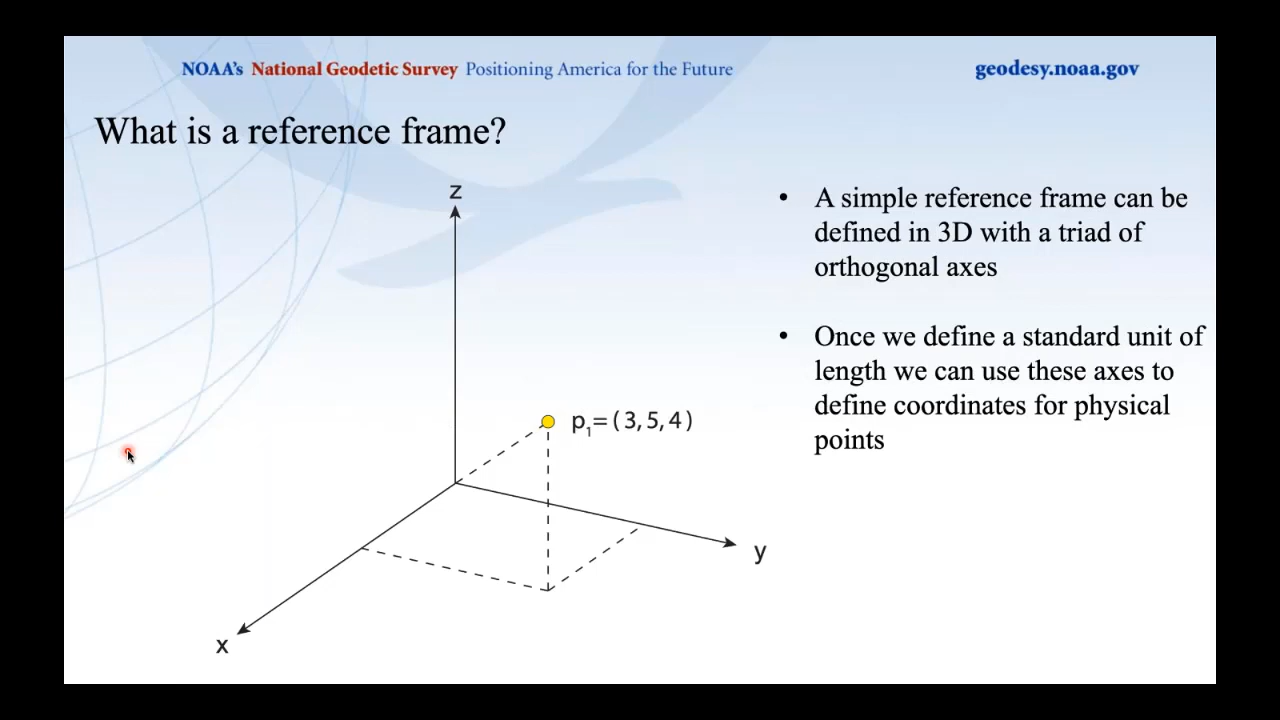 NOAA's National Geodetic Survey Positioning America for the Future
geodesy.noaa.gov
What is a reference frame?
z
p₁=(3,5,4)
y
x
• A simple reference frame can be
defined in 3D with a triad of
orthogonal axes
• Once we define a standard unit of
length we can use these axes to
define coordinates for physical
points